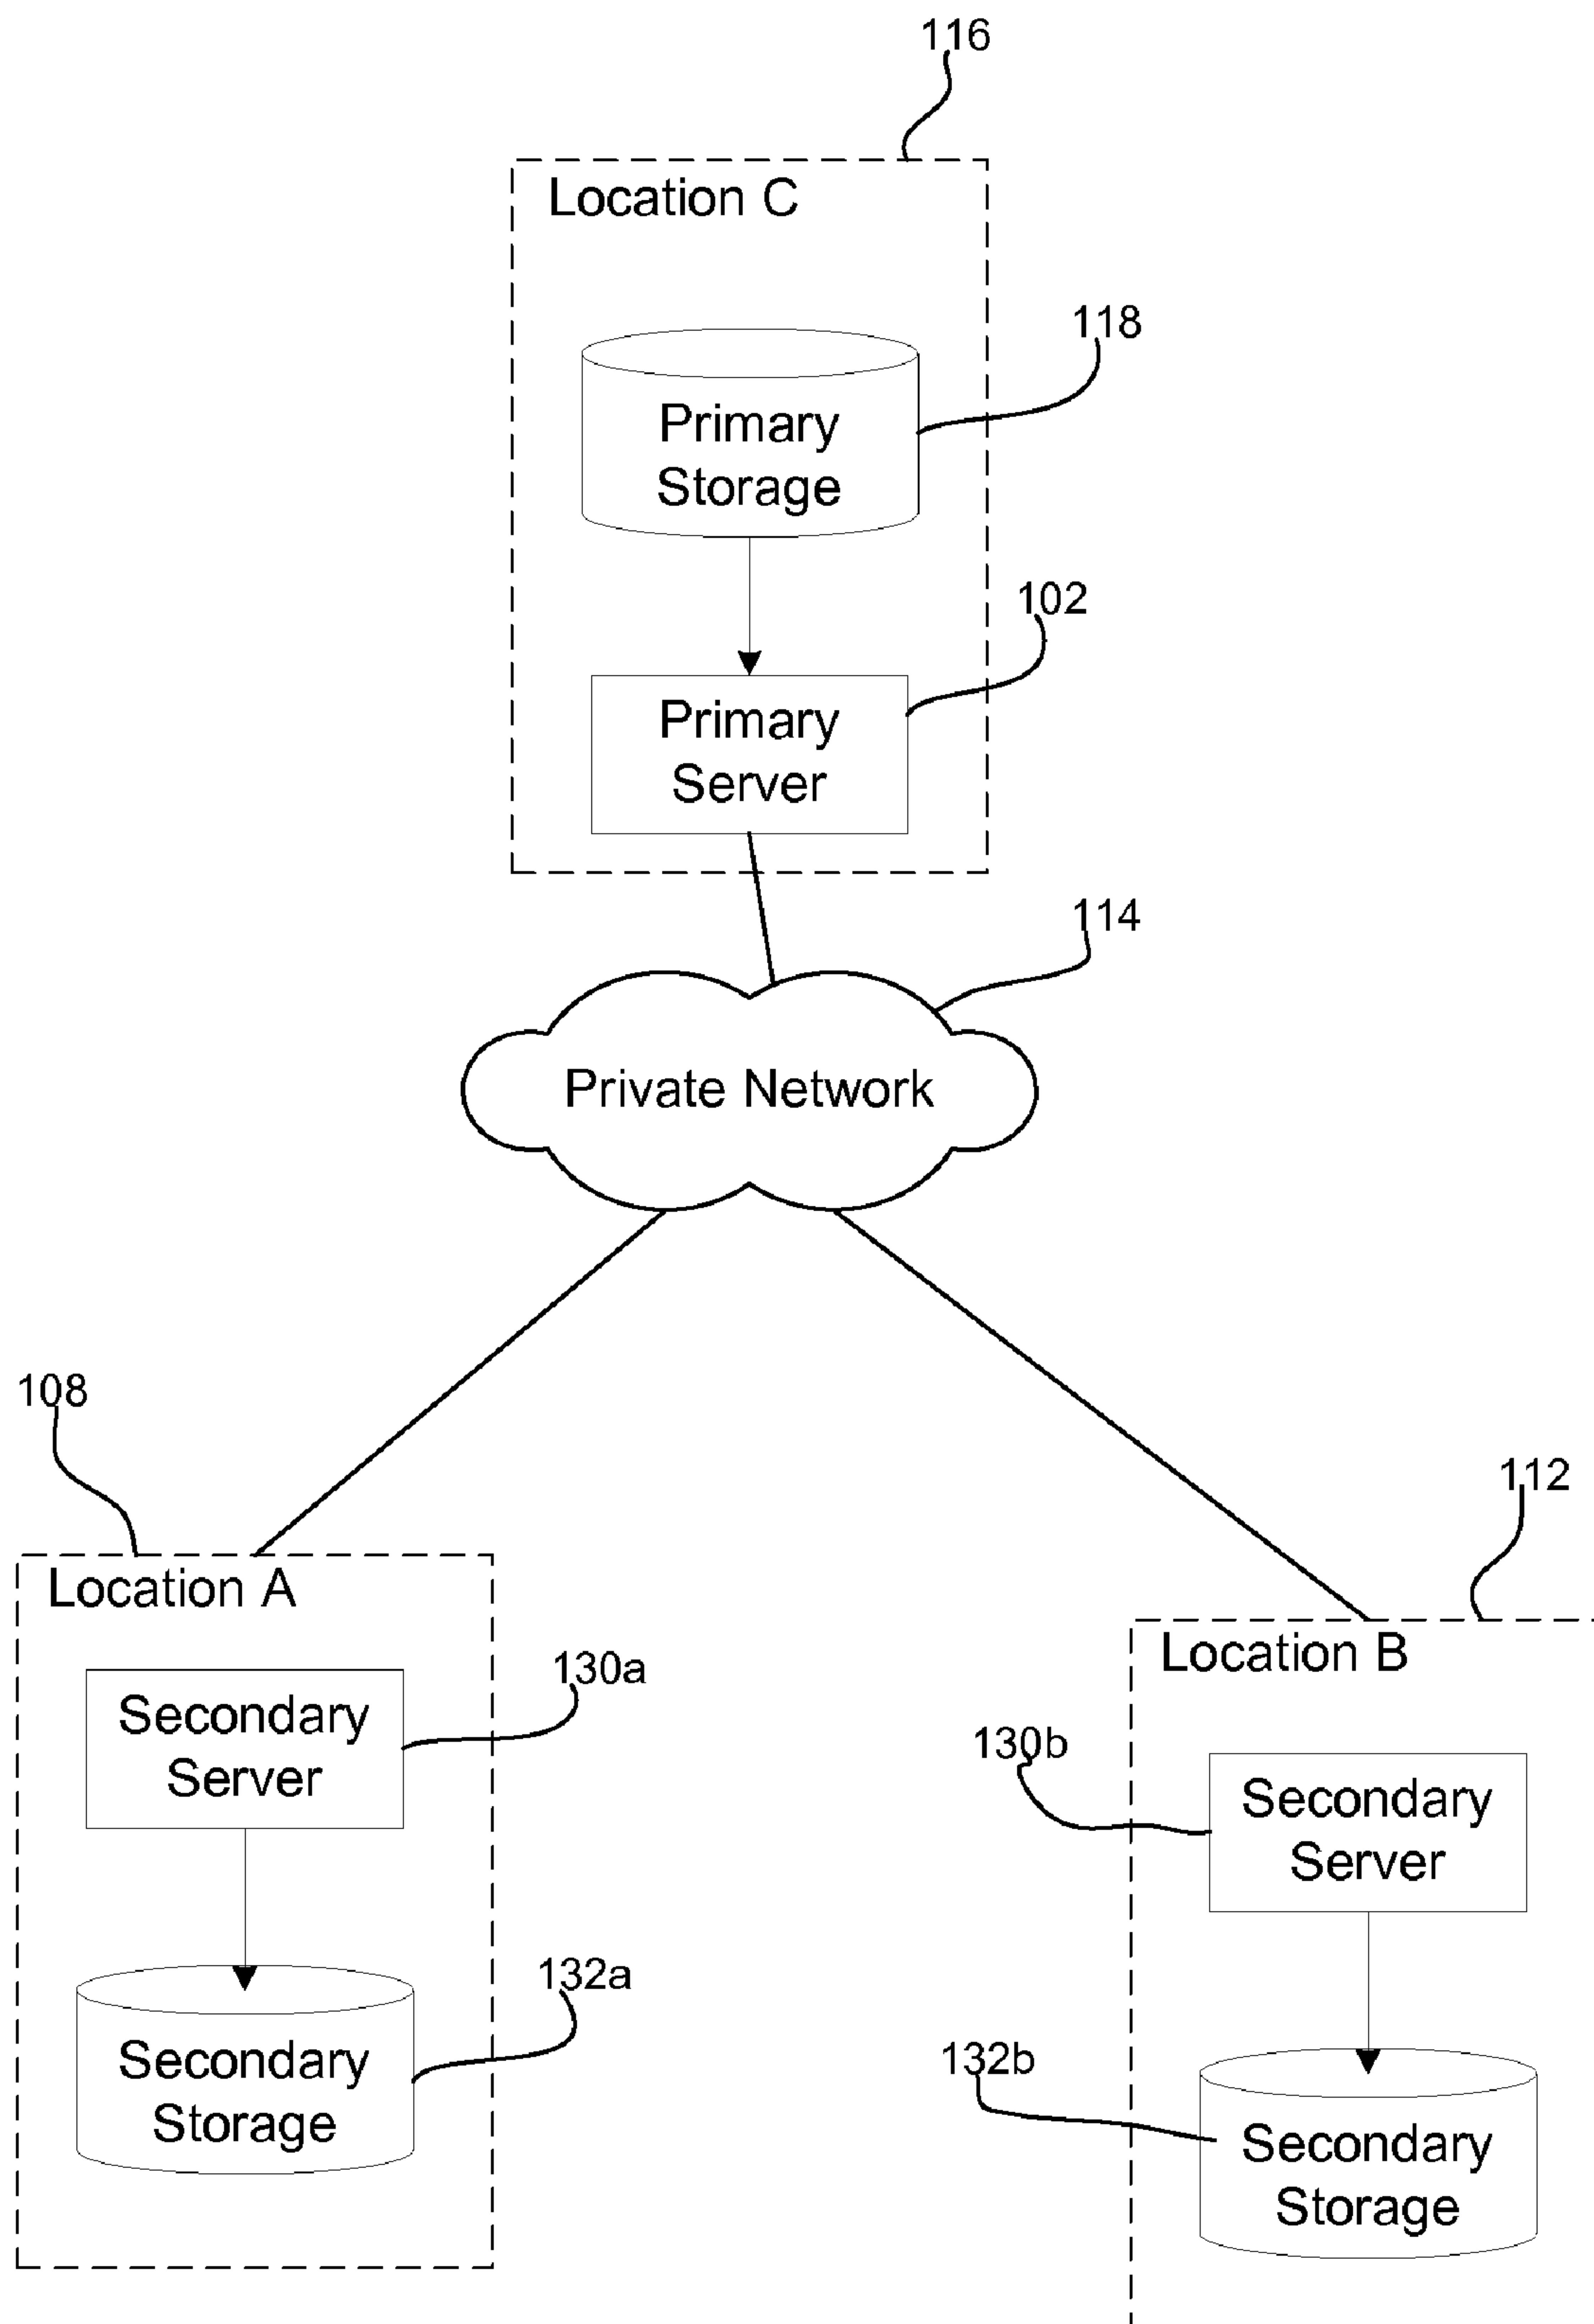 116
Location C
118
Primary
Storage
102
Primary
Server
114
Private Network
108
112
Location A
Location B
130a
Secondary
Server
130b
Secondary
Server
132a
Secondary
Storage
132b
Secondary
Storage